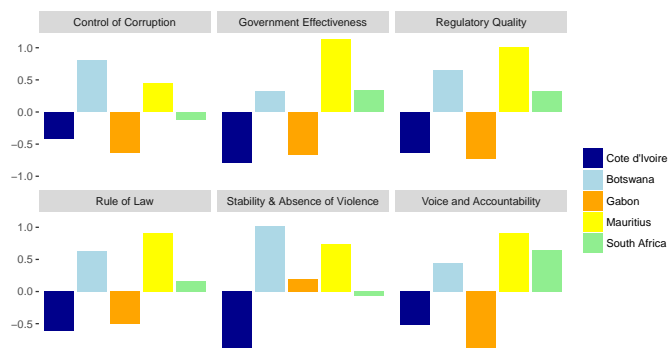 Control of Corruption
Government Effectiveness
Regulatory Quality
1.0
0.5
0.0
−0.5
−1.0
Rule of Law
Stability & Absence of Violence
Voice and Accountability
1.0
0.5
0.0
−0.5
Cote d'Ivoire
Botswana
Gabon
Mauritius
South Africa